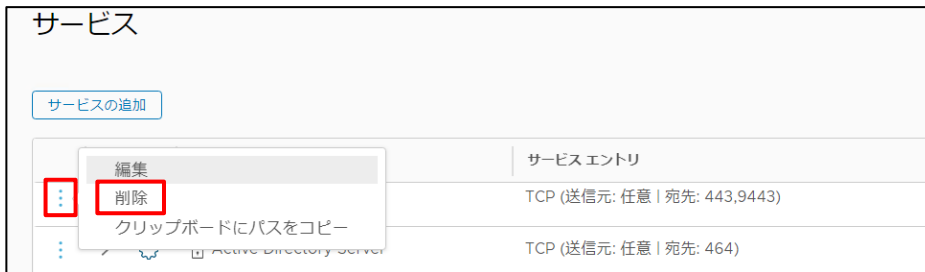 サービス
サービスの追加
サービス エントリ
編集
削除
TCP (送信元: 任意 | 宛先: 443,9443)
クリップボードにパスをコピー
Active Directory Server
TCP (送信元: 任意 | 宛先: 464)